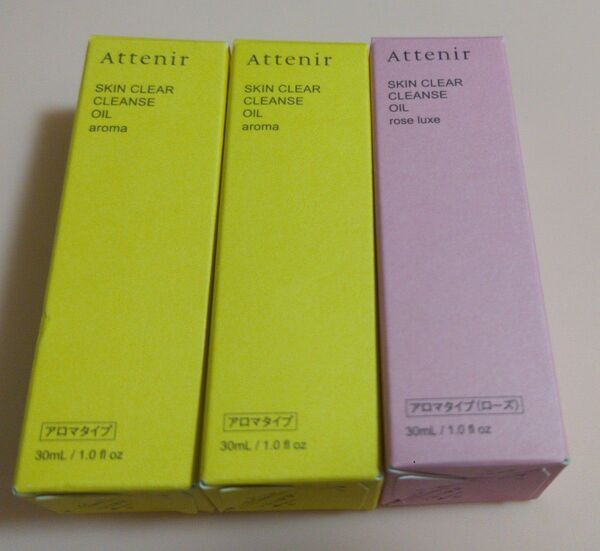 Attenir
SKIN CLEAR
CLEANSE
OIL
aroma
アロマタイプ
30mL / 1.0 fl oz
Attenir
SKIN CLEAR
CLEANSE
OIL
aroma
アロマタイプ
30mL / 1.0 fl oz
Attenir
SKIN CLEAR
CLEANSE
OIL
rose luxe
アロマタイプ(ローズ)
30mL / 1.0 fl oz